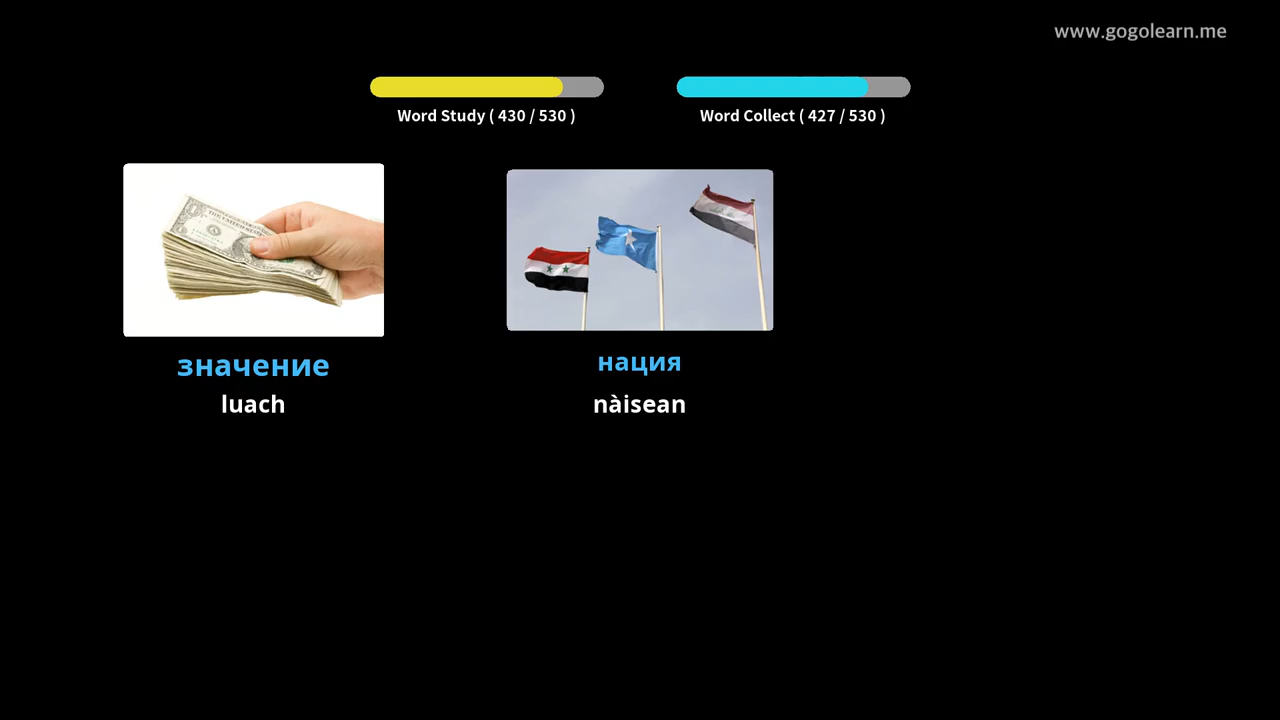 www.gogolearn.me
Word Study ( 430 / 530 )
Word Collect ( 427 / 530 )
значение
luach
нация
nàisean